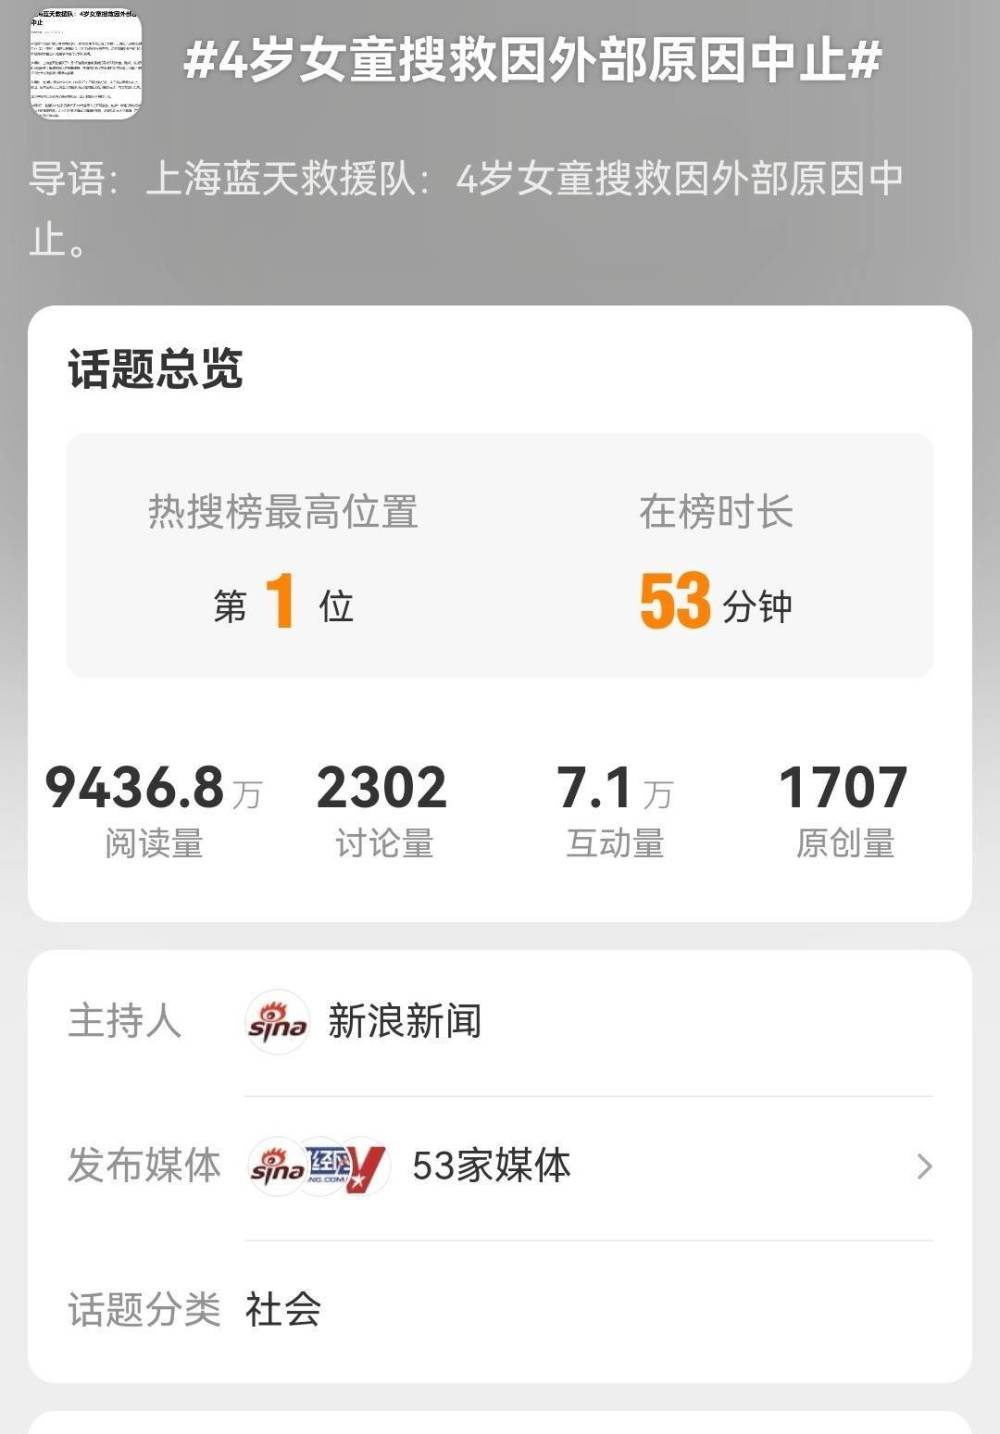 #4岁女童搜救因外部原因中止#
导语：上海蓝天救援队：4岁女童搜救因外部原因中
止。
话题总览
热搜榜最高位置
在榜时长
第 1 位
53分钟
9436.8万
2302
7.1万
1707
阅读量
讨论量
互动量
原创量
主持人
sina
新浪新闻
发布媒体
sina
53家媒体
话题分类
社会